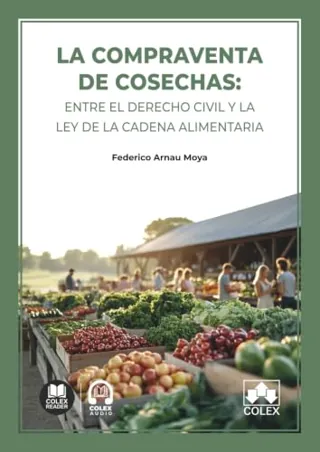 LA COMPRAVENTA
DE COSECHAS:
ENTRE EL DERECHO CIVIL Y LA
LEY DE LA CADENA ALIMENTARIA
Federico Arnau Moya
COLEX
READER
COLEX
AUDIO
COLEX